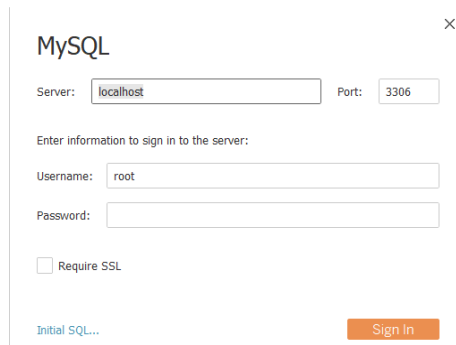 MySQL
Server: localhost Port: 3306
Enter information to sign in to the server:
Username: root
Password:
Require SSL
Initial SQL... Sign In